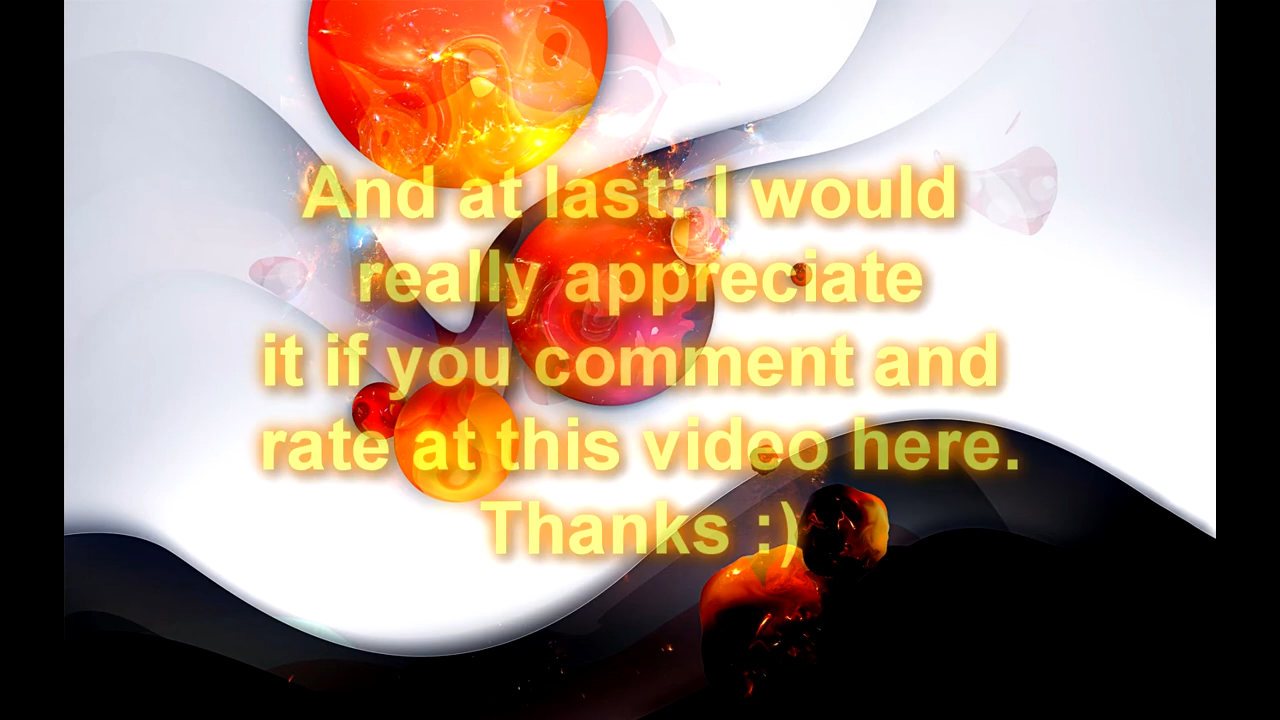 And at last: I would
really appreciate
it if you comment and
rate at this video here.
Thanks :)